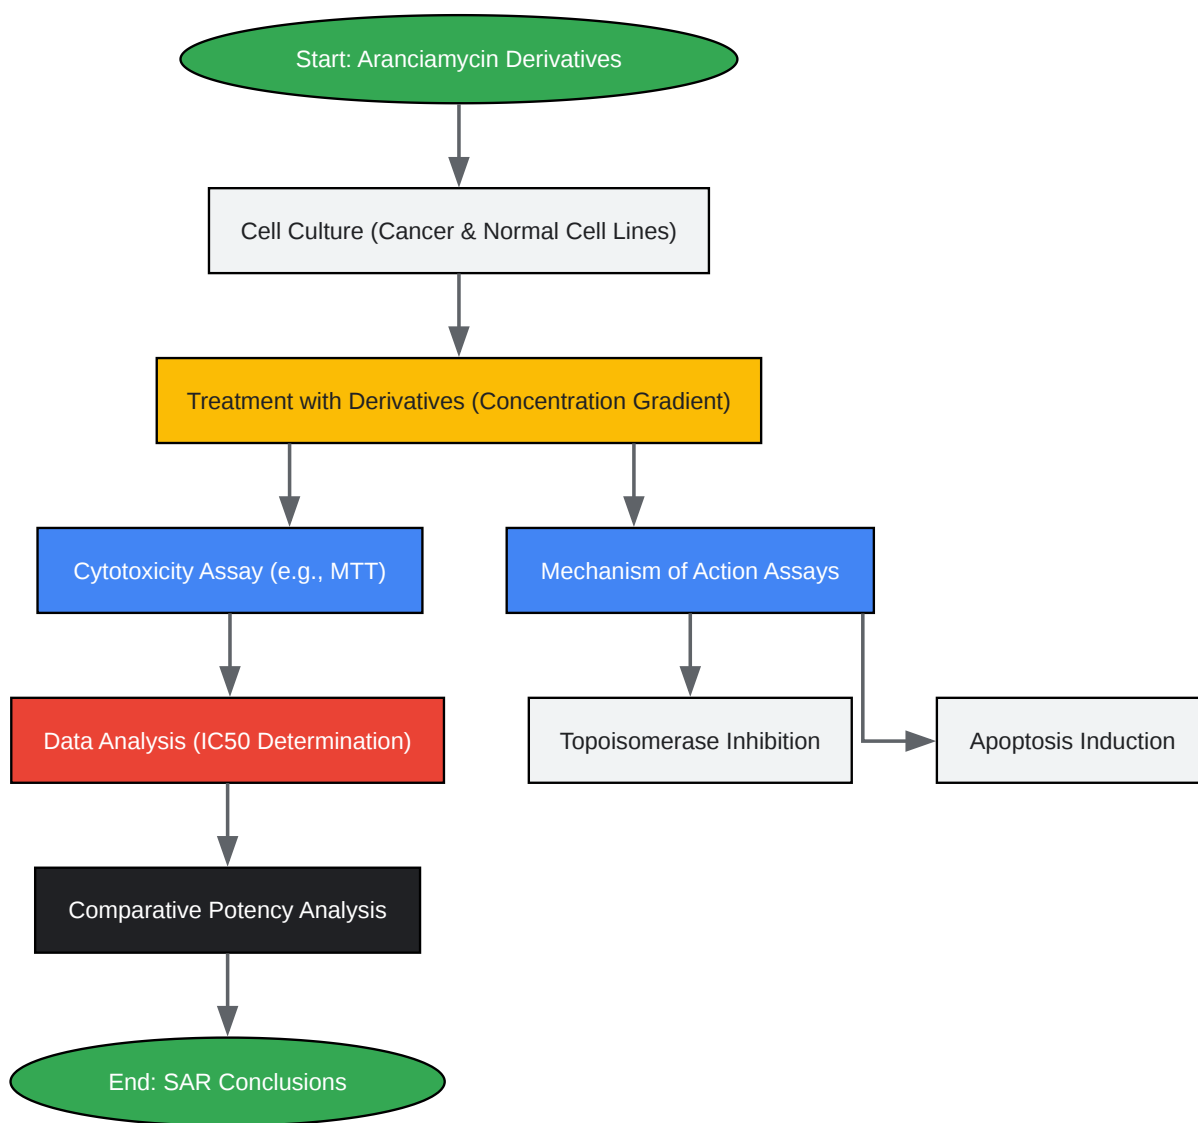 Start: Aranciamycin Derivatives
Cell Culture (Cancer & Normal Cell Lines)
Treatment with Derivatives (Concentration Gradient)
Cytotoxicity Assay (e.g., MTT)
Mechanism of Action Assays
Data Analysis (IC50 Determination)
Topoisomerase Inhibition
Apoptosis Induction
Comparative Potency Analysis
End: SAR Conclusions